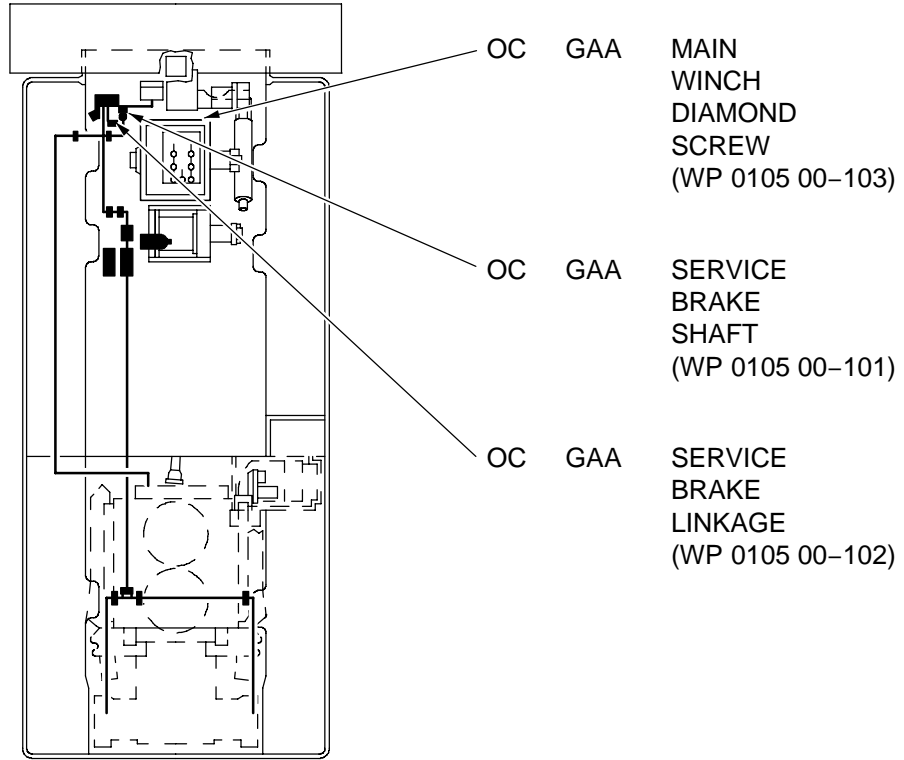 OC GAA MAIN
WINCH
DIAMOND
SCREW
(WP 0105 00−103)
OC GAA SERVICE
BRAKE
SHAFT
(WP 0105 00−101)
OC GAA SERVICE
BRAKE
LINKAGE
(WP 0105 00−102)